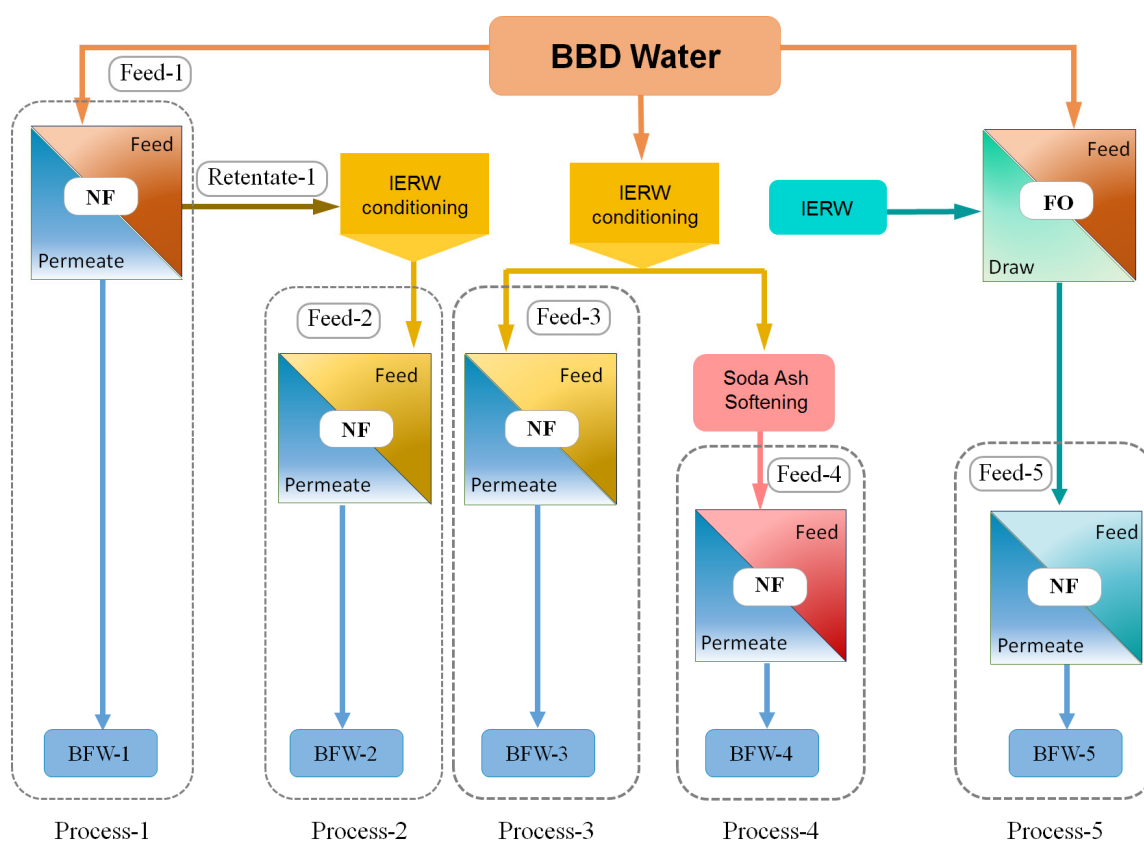 BBD Water
Feed-1
Feed
NF
Permeate
Retentate-1
IERW
conditioning
IERW
conditioning
IERW
Feed
FO
Draw
Feed-2
Feed
NF
Permeate
Feed-3
Feed
NF
Permeate
Soda Ash
Softening
Feed-4
Feed
NF
Permeate
Feed-5
Feed
NF
Permeate
BFW-1
BFW-2
BFW-3
BFW-4
BFW-5
Process-1
Process-2
Process-3
Process-4
Process-5